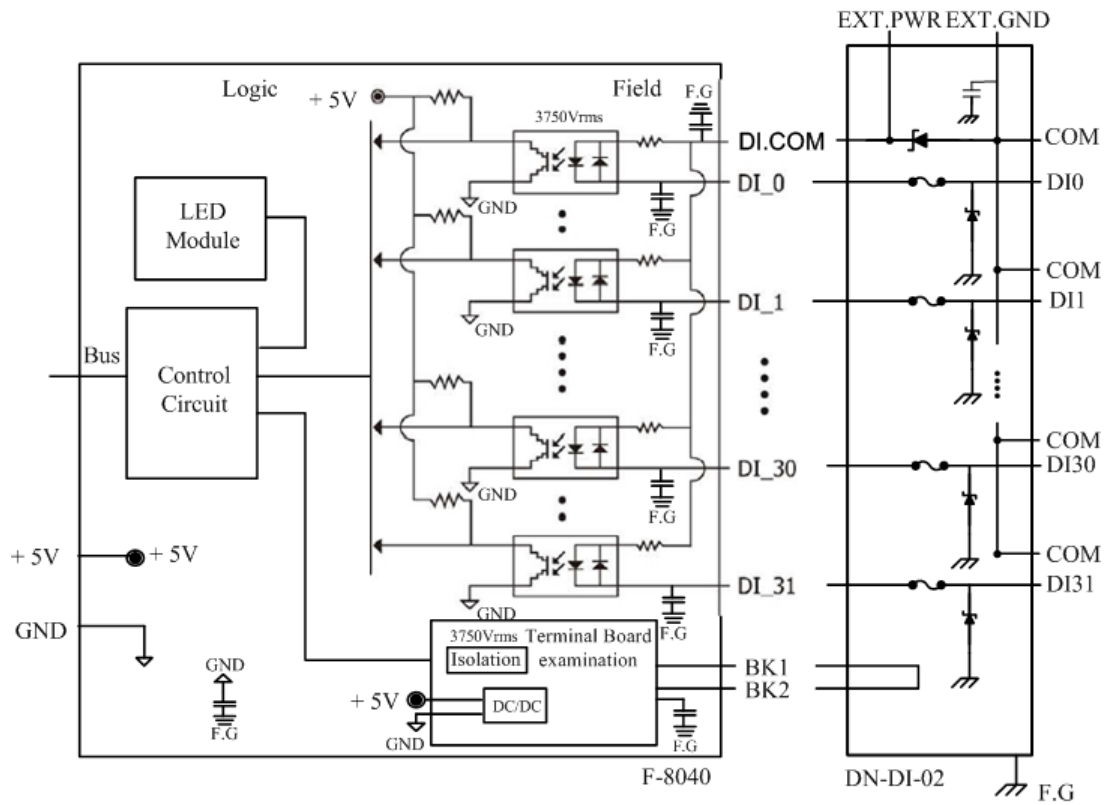 EXT.PWR EXT.GND
Logic
Field
F.G
+ 5V
3750Vrms
DI.COM
COM
DI_0
DI0
GND
F.G
LED
Module
COM
DI_1
DI1
GND
F.G
Bus
Control
Circuit
COM
DI_30
DI30
GND
F.G
+ 5V
+ 5V
COM
DI_31
DI31
GND
F.G
GND
3750Vrms
Terminal Board
Isolation
examination
BK1
BK2
GND
+ 5V
DC/DC
GND
F.G
F.G
F-8040
DN-DI-02
F.G